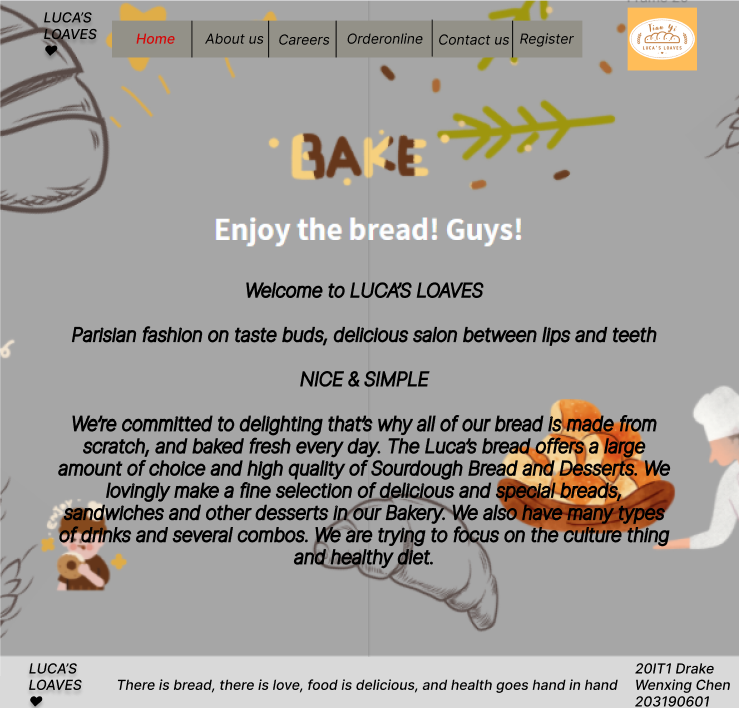 LUCA'S
LOAVES
Home
About us
Careers
Orderonline
Contact us
Register
Tian Yi
LUCA'S LOAVES
BAKE
Enjoy the bread! Guys!
Welcome to LUCA'S LOAVES
Parisian fashion on taste buds, delicious salon between lips and teeth
NICE & SIMPLE
We're committed to delighting that's why all of our bread is made from
scratch, and baked fresh every day. The Luca's bread offers a large
amount of choice and high quality of Sourdough Bread and Desserts. We
lovingly make a fine selection of delicious and special breads,
sandwiches and other desserts in our Bakery. We also have many types
of drinks and several combos. We are trying to focus on the culture thing
and healthy diet.
LUCA'S
LOAVES
There is bread, there is love, food is delicious, and health goes hand in hand
20IT1 Drake
Wenxing Chen
203190601